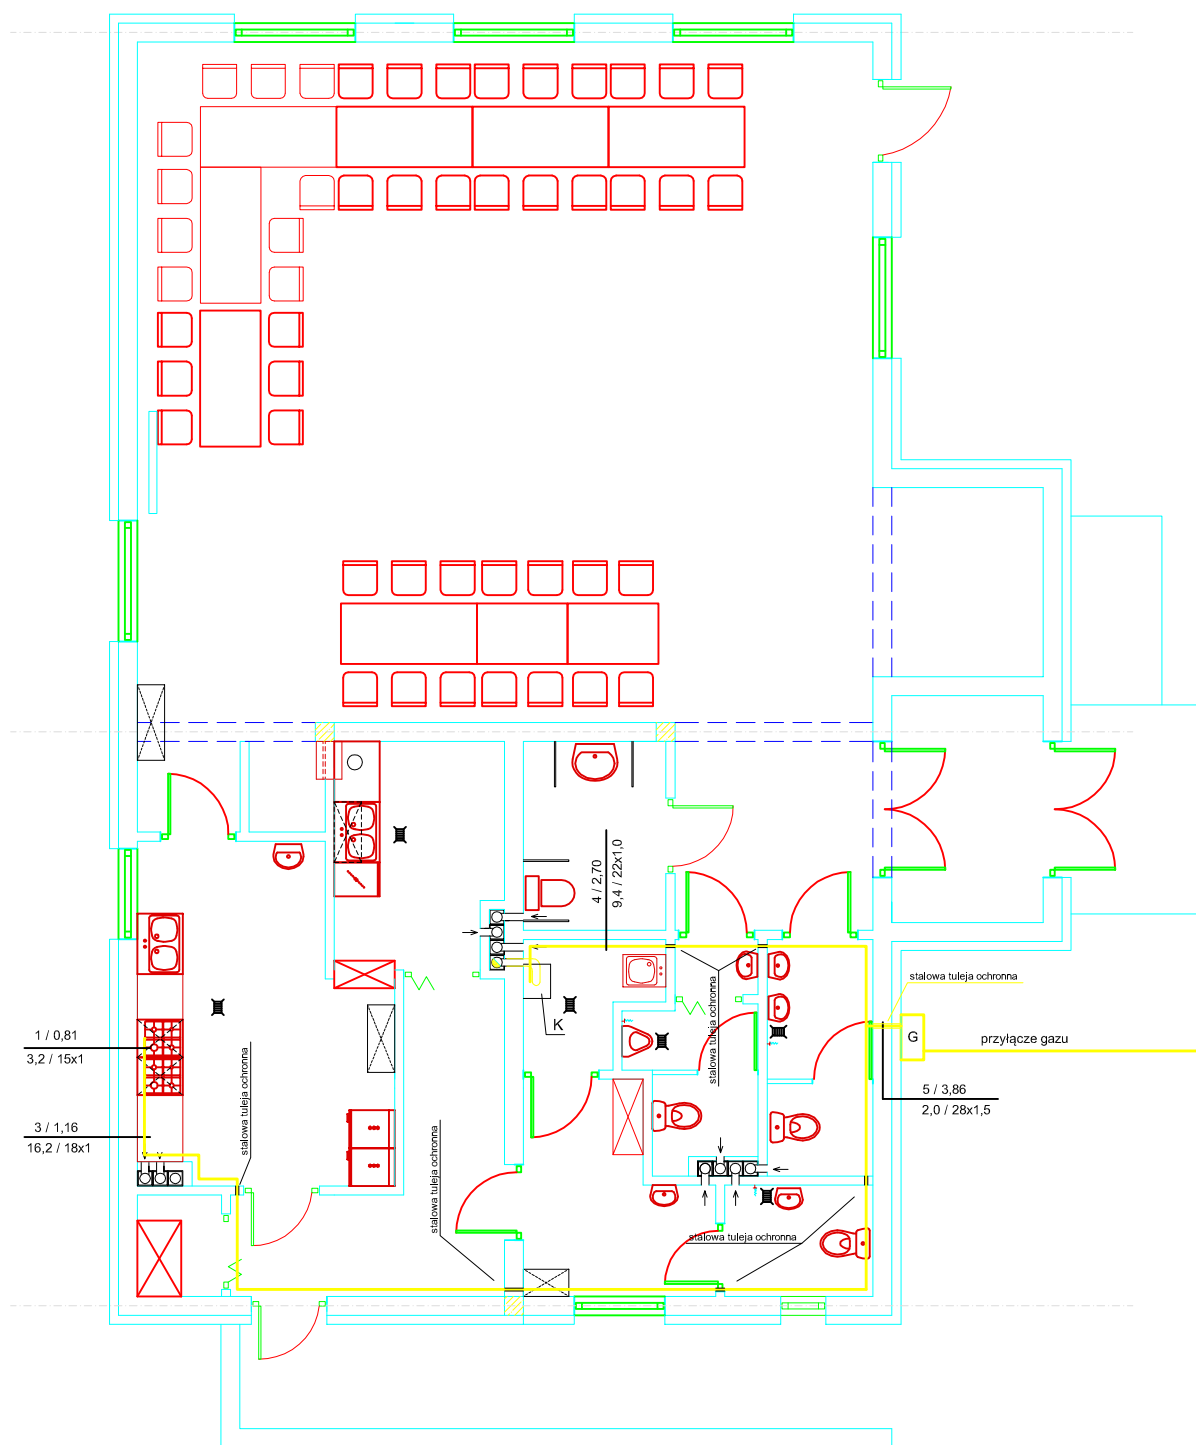 4 / 2,70
9,4 / 22x1,0
stalowa tuleja ochronna
stalowa tuleja ochronna
K
G
przyłącze gazu
1 / 0,81
3,2 / 15x1
5 / 3,86
2,0 / 28x1,5
3 / 1,16
16,2 / 18x1
stalowa tuleja ochronna
stalowa tuleja ochronna
stalowa tuleja ochronna